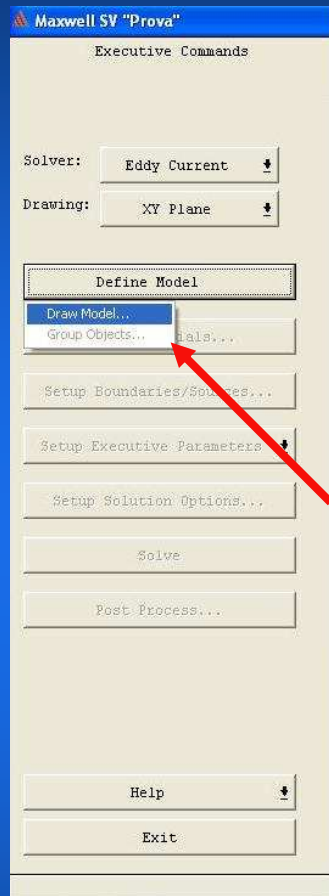 Maxwell SV "Prova"
Executive Commands
Solver: Eddy Current
Drawing: XY Plane
Define Model
Draw Model...
Group Objects...
ials...
Setup Boundaries/Sources...
Setup Executive Parameters
Setup Solution Options...
Solve
Post Process...
Help
Exit